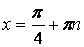 x = π/4 + πn